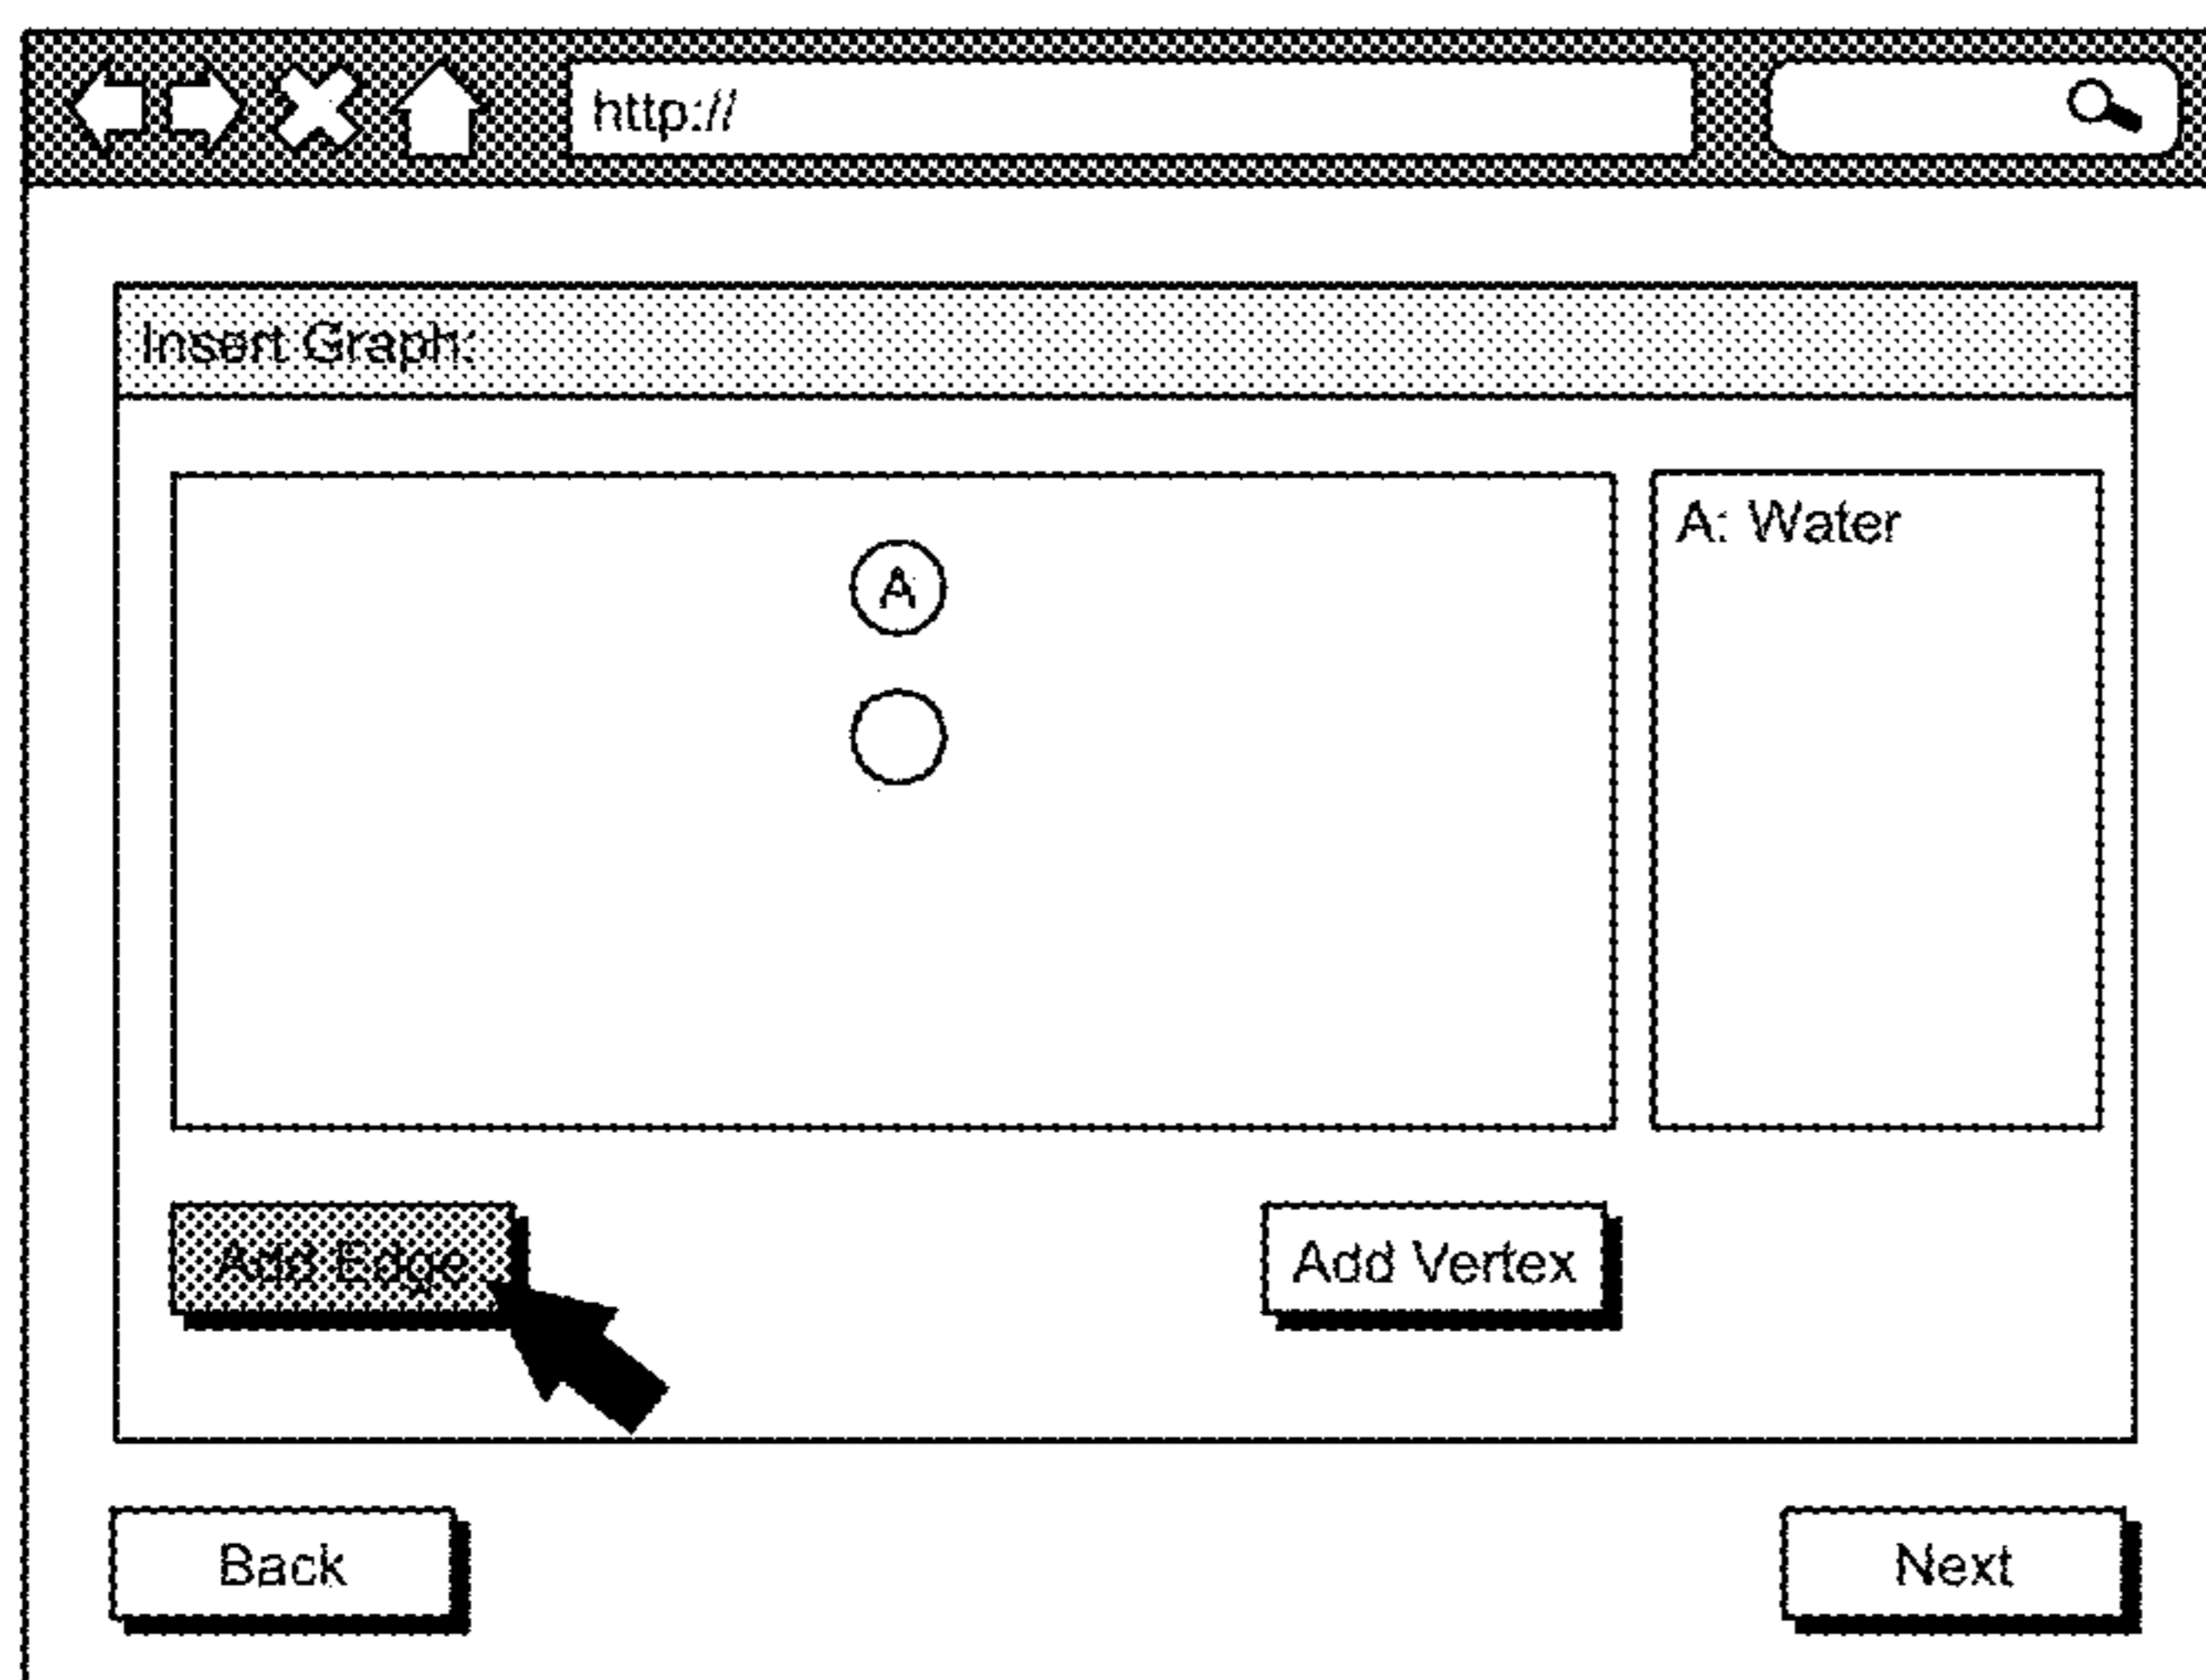 http://
Insert Graph:
A
A: Water
Add Edge
Add Vertex
Back
Next